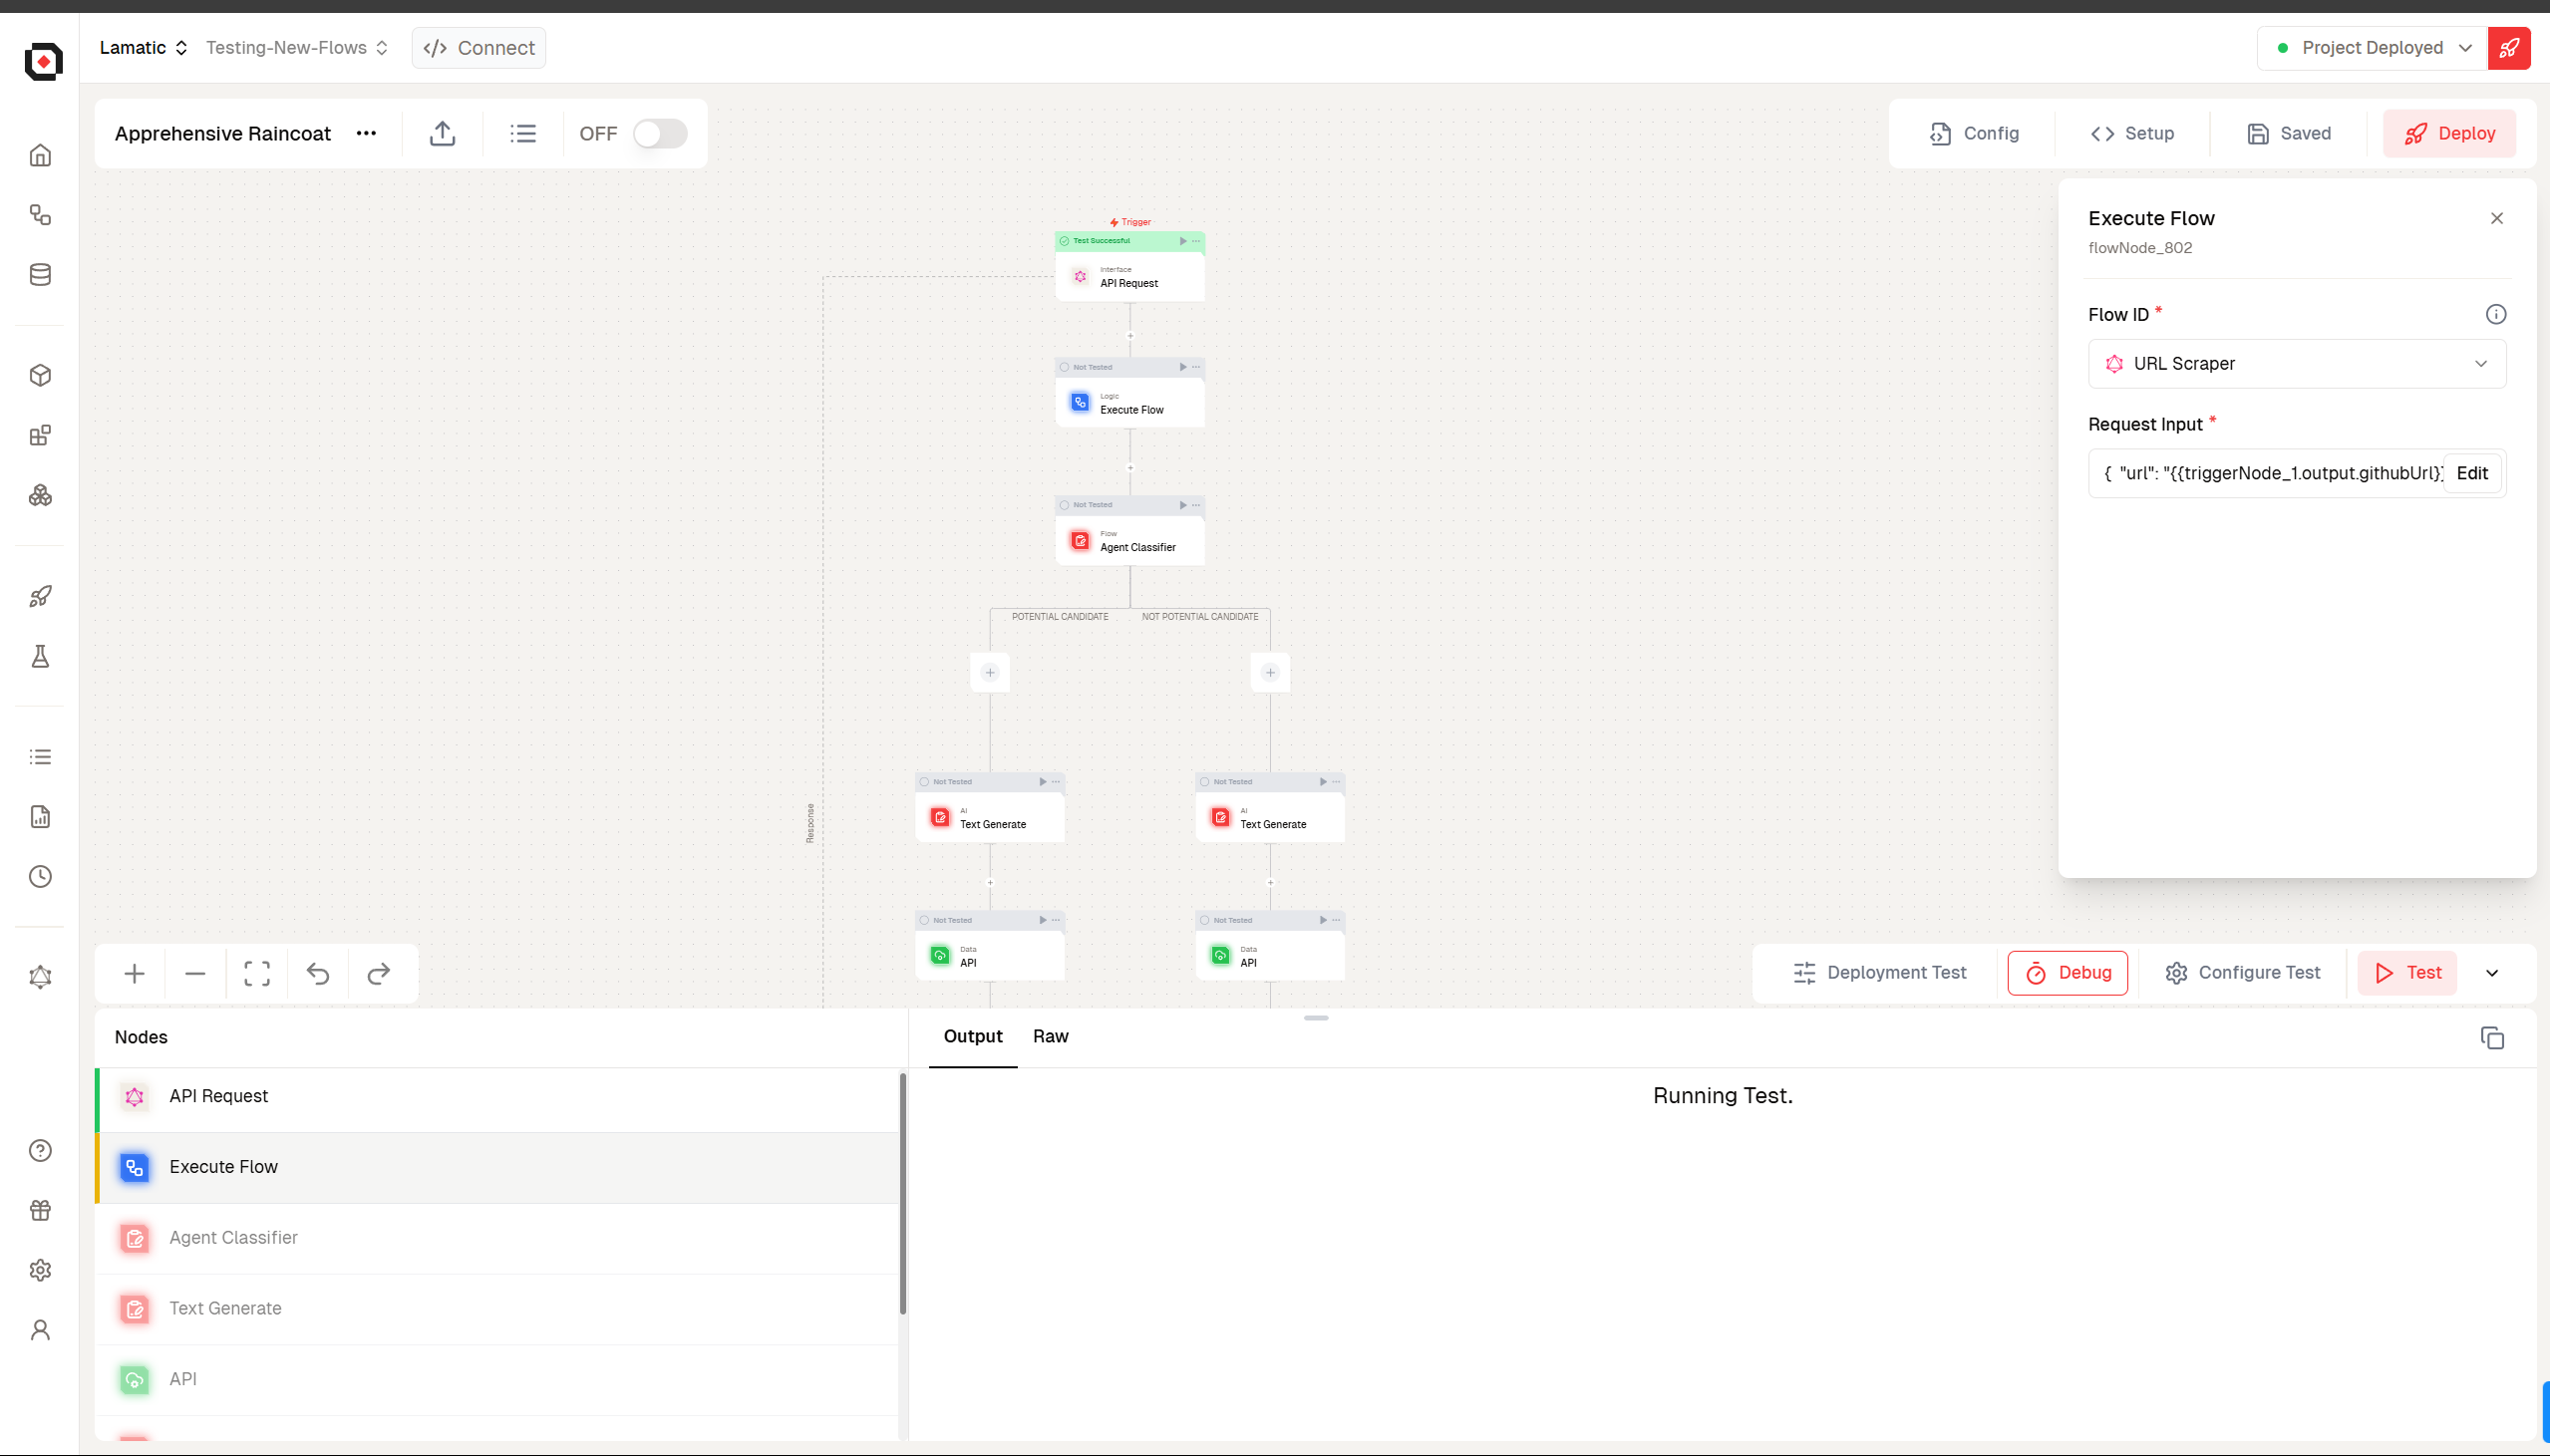 Lamatic
Testing-New-Flows
Connect
Project Deployed
Apprehensive Raincoat
OFF
Config
Setup
Saved
Deploy
Trigger
Test Successful
Interface
API Request
Not Tested
Logic
Execute Flow
Not Tested
Flow
Agent Classifier
POTENTIAL CANDIDATE
NOT POTENTIAL CANDIDATE
Not Tested
AI
Text Generate
Not Tested
AI
Text Generate
Response
Not Tested
Data
API
Not Tested
Data
API
Execute Flow
flowNode_802
Flow ID *
URL Scraper
Request Input *
{ "url": "{{triggerNode_1.output.githubUrl}}
Edit
Deployment Test
Debug
Configure Test
Test
Nodes
API Request
Execute Flow
Agent Classifier
Text Generate
API
Output
Raw
Running Test.